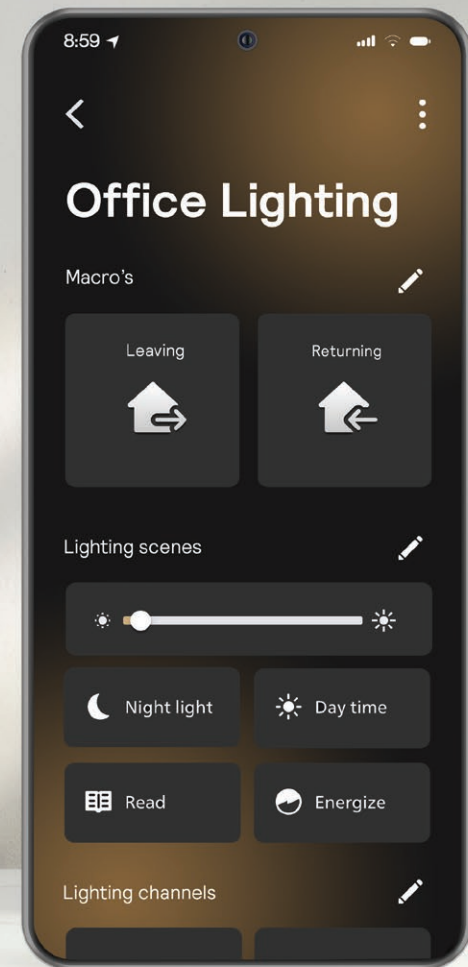 8:59
Office Lighting
Macro's
Leaving
Returning
Lighting scenes
Night light
Day time
Read
Energize
Lighting channels